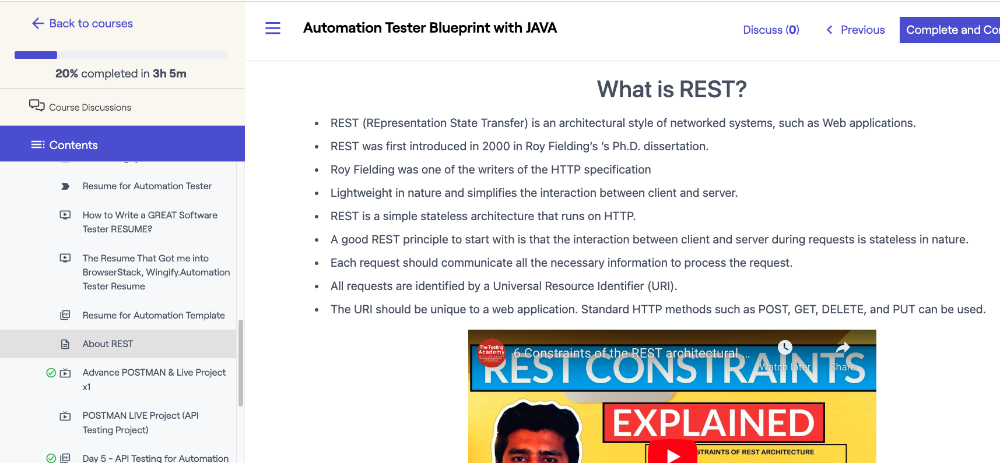 Back to courses
20% completed in 3h 5m
Course Discussions
Contents
Resume for Automation Tester
How to Write a GREAT Software
Tester RESUME?
The Resume That Got me into
BrowserStack, Wingify.Automation
Tester Resume
Resume for Automation Template
About REST
Advance POSTMAN & Live Project
x1
POSTMAN LIVE Project (API
Testing Project)
Day 5 - API Testing for Automation
Automation Tester Blueprint with JAVA
Discuss (0)
Previous
Complete and Co
What is REST?
• REST (REpresentation State Transfer) is an architectural style of networked systems, such as Web applications.
• REST was first introduced in 2000 in Roy Fielding’s ’s Ph.D. dissertation.
• Roy Fielding was one of the writers of the HTTP specification
• Lightweight in nature and simplifies the interaction between client and server.
• REST is a simple stateless architecture that runs on HTTP.
• A good REST principle to start with is that the interaction between client and server during requests is stateless in nature.
• Each request should communicate all the necessary information to process the request.
• All requests are identified by a Universal Resource Identifier (URI).
• The URI should be unique to a web application. Standard HTTP methods such as POST, GET, DELETE, and PUT can be used.
The Testing
Academy
6 Constraints of the REST architectural ...
Watch later
Share
REST CONSTRAINTS
EXPLAINED
STRAINTS OF REST ARCHITECTURE